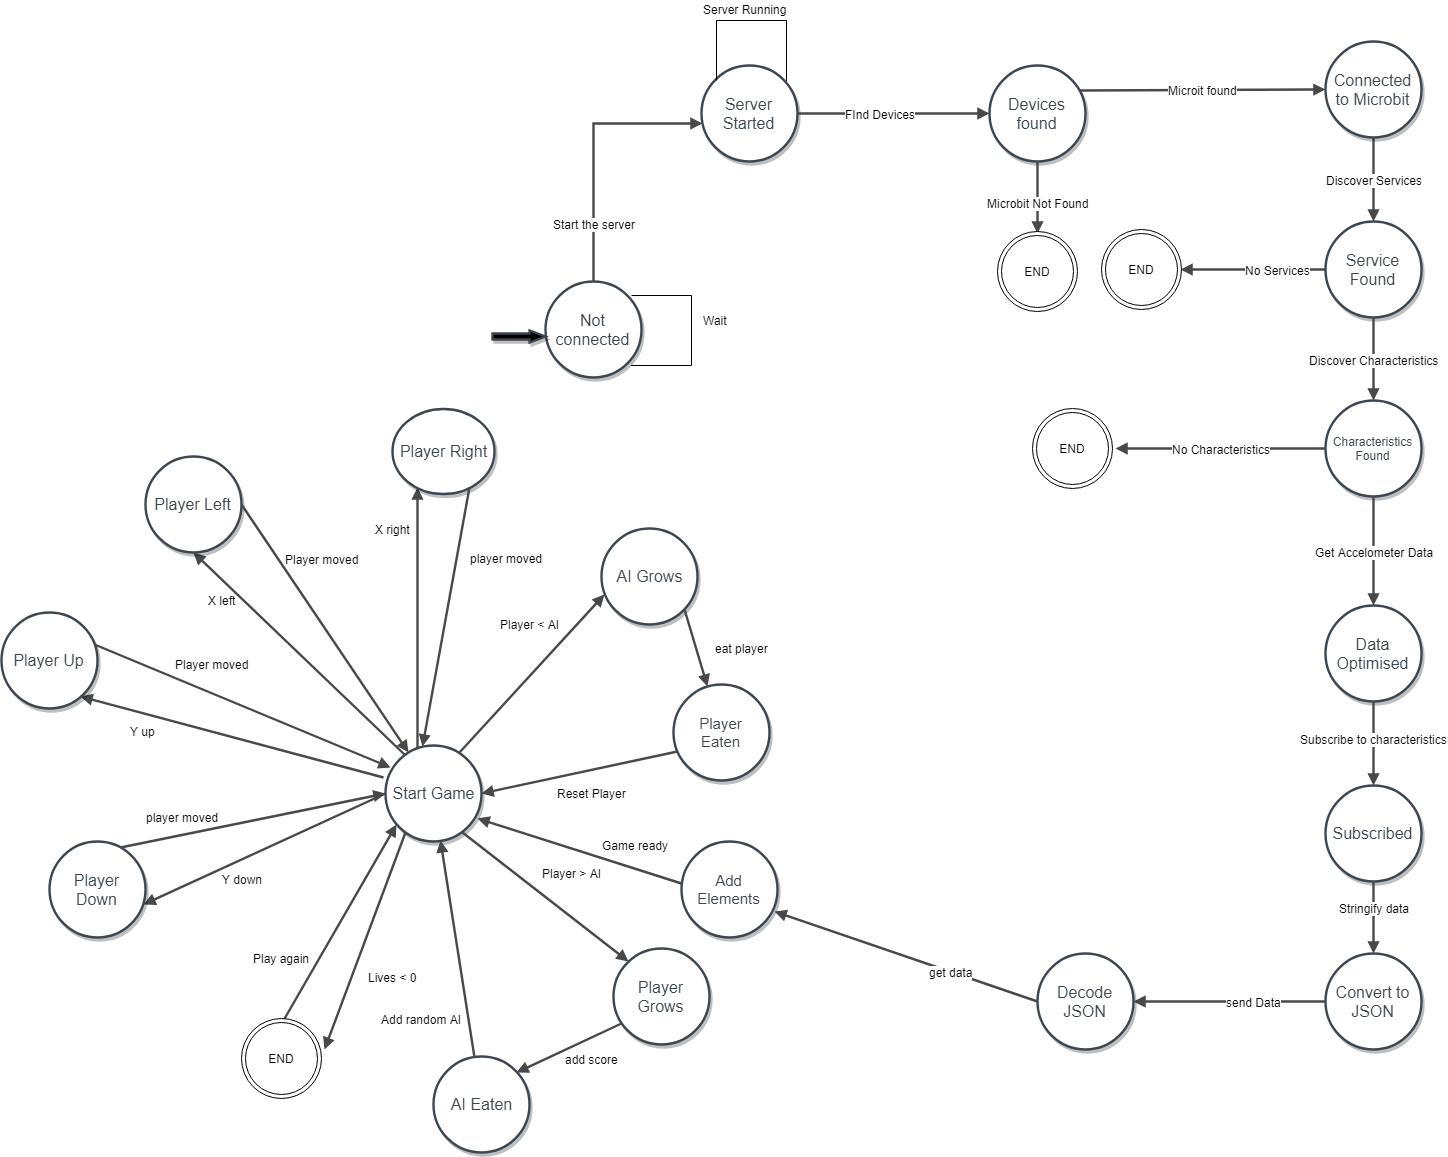 Server Running
Server
Started
FInd Devices
Devices
found
Microit found
Connected
to Microbit
Discover Services
Microbit Not Found
Start the server
END
END
No Services
Service
Found
Not
connected
Wait
Discover Characteristics
END
No Characteristics
Characteristics
Found
Player Right
Player Left
X right
Player moved
player moved
Get Accelometer Data
AI Grows
X left
Player < AI
eat player
Player Up
Player moved
Data
Optimised
Y up
Player
Eaten
Subscribe to characteristics
Start Game
Reset Player
player moved
Subscribed
Game ready
Player > AI
Y down
Player
Down
Add
Elements
Stringify data
Play again
Lives < 0
get data
Player
Grows
Decode
JSON
send Data
Convert to
JSON
Add random AI
END
add score
AI Eaten